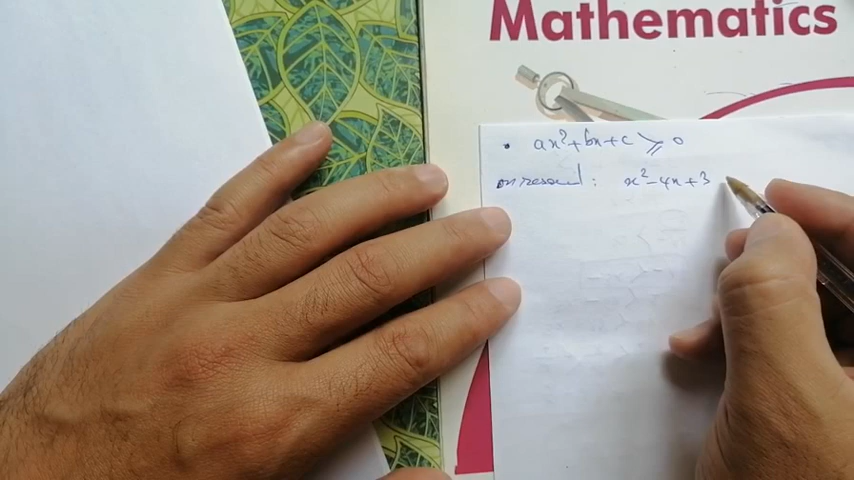 Mathematics
• ax²+bx+c ⩾ 0
on resoud : x²-4x+3